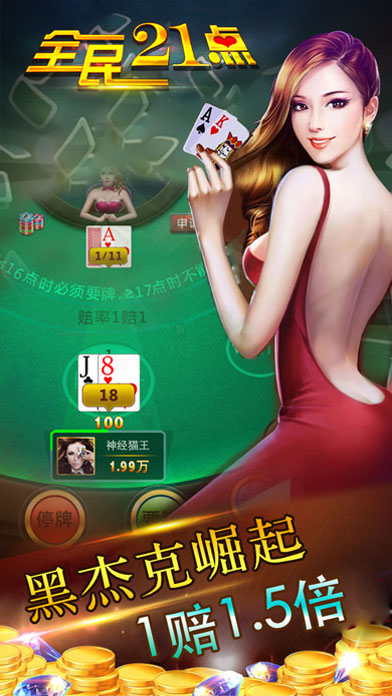 全民21点
A K
申请
A
1/11
≤16点时必须要牌，≥17点时不
赔率1赔1
J 8
18
100
神经猫王
1.99万
停牌
黑杰克崛起
1赔1.5倍